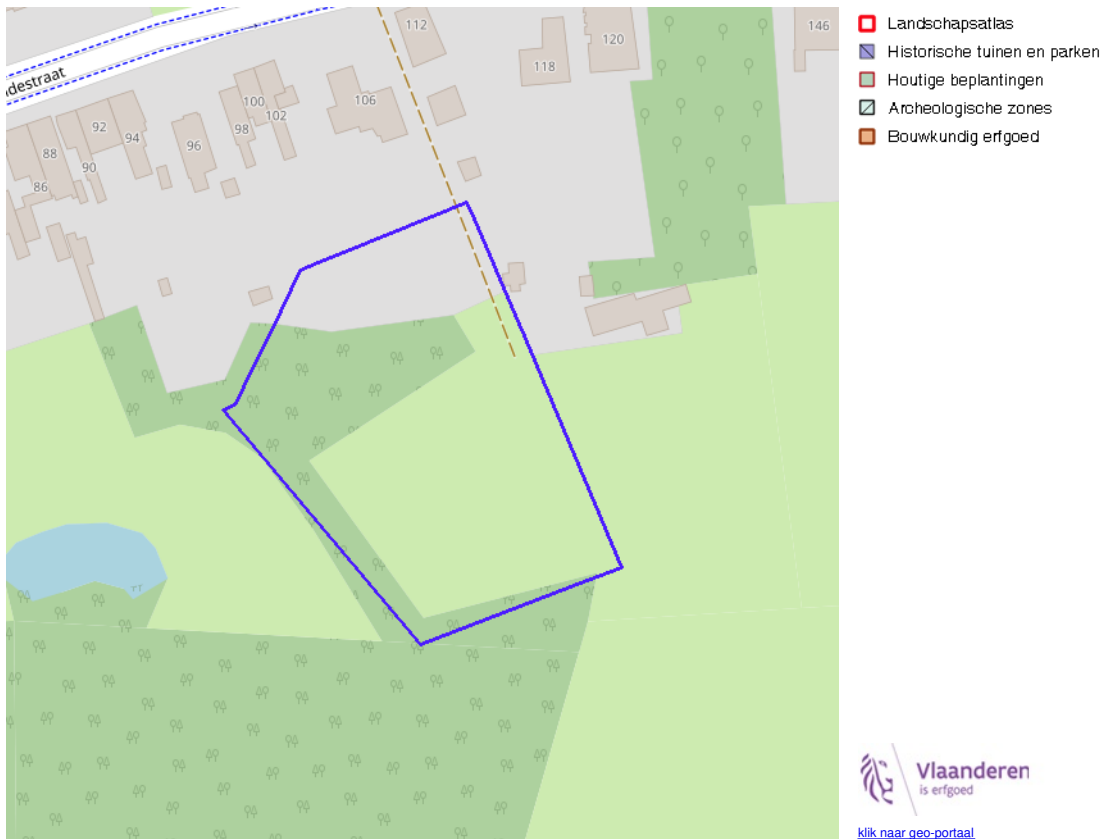 112
118
120
146
destraat
106
100
102
98
92
94
96
88
90
86
Landschapsatlas
Historische tuinen en parken
Houtige beplantingen
Archeologische zones
Bouwkundig erfgoed
Vlaanderen
is erfgoed
klik naar geo-portaal